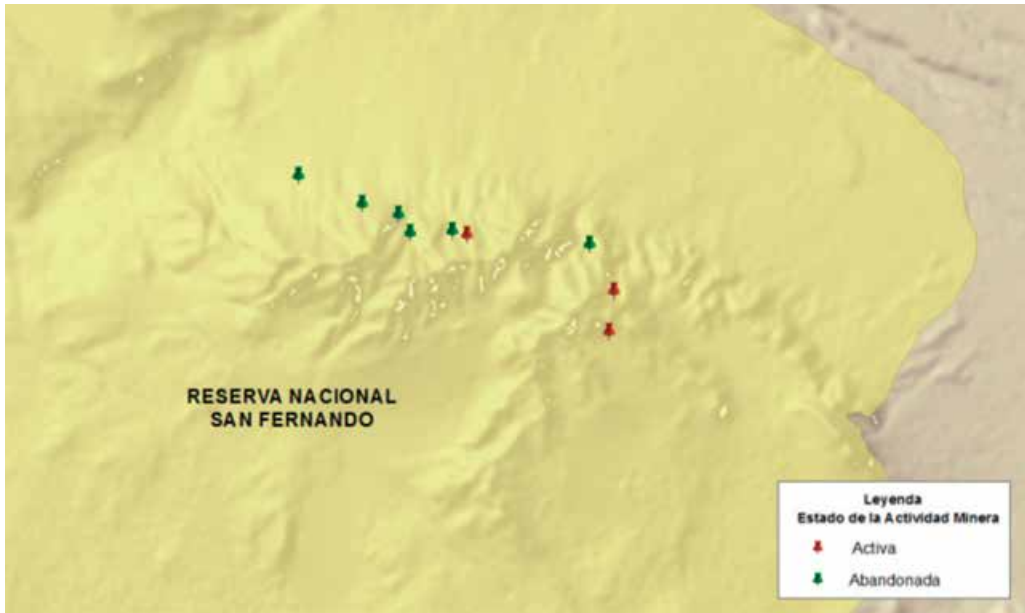 RESERVA NACIONAL
SAN FERNANDO
Leyenda
Estado de la Actividad Minera
Activa
Abandonada